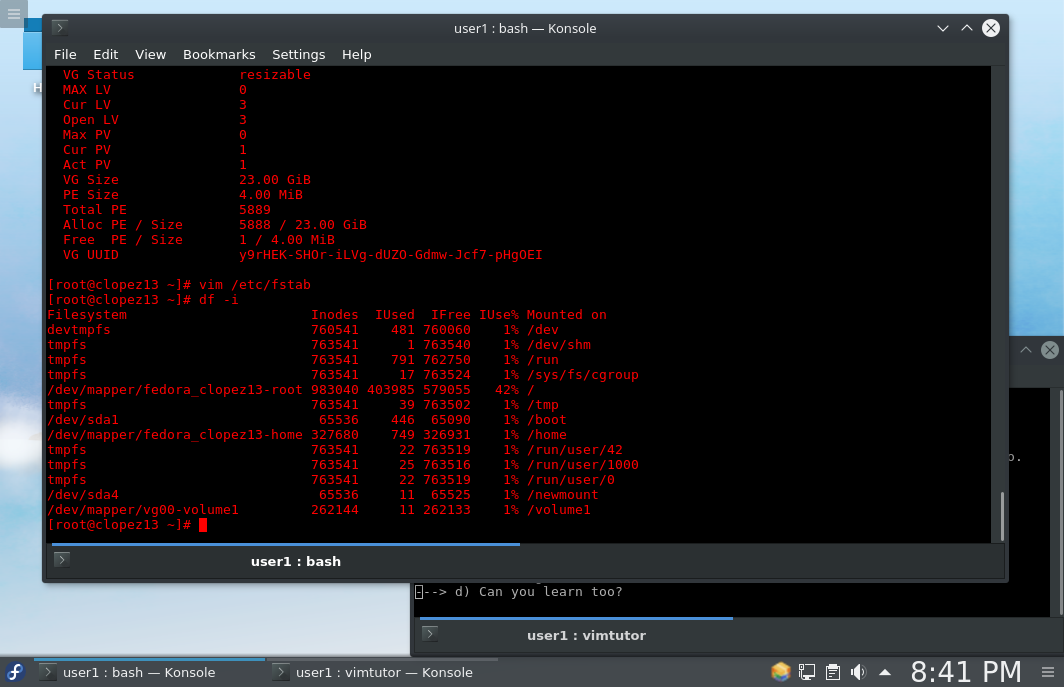 user1 : bash — Konsole
File Edit View Bookmarks Settings Help
VG Status resizable
MAX LV 0
Cur LV 3
Open LV 3
Max PV 0
Cur PV 1
Act PV 1
VG Size 23.00 GiB
PE Size 4.00 MiB
Total PE 5889
Alloc PE / Size 5888 / 23.00 GiB
Free PE / Size 1 / 4.00 MiB
VG UUID y9rHEK-SHOr-iLVg-dUZO-Gdmw-Jcf7-pHgOEI
[root@clopez13 ~]# vim /etc/fstab
[root@clopez13 ~]# df -i
Filesystem Inodes IUsed IFree IUse% Mounted on
devtmpfs 760541 481 760060 1% /dev
tmpfs 763541 1 763540 1% /dev/shm
tmpfs 763541 791 762750 1% /run
tmpfs 763541 17 763524 1% /sys/fs/cgroup
/dev/mapper/fedora_clopez13-root 983040 403985 579055 42% /
tmpfs 763541 39 763502 1% /tmp
/dev/sda1 65536 446 65090 1% /boot
/dev/mapper/fedora_clopez13-home 327680 749 326931 1% /home
tmpfs 763541 22 763519 1% /run/user/42
tmpfs 763541 25 763516 1% /run/user/1000
tmpfs 763541 22 763519 1% /run/user/0
/dev/sda4 65536 11 65525 1% /newmount
/dev/mapper/vg00-volume1 262144 11 262133 1% /volume1
[root@clopez13 ~]#
user1 : bash
H
o.
---> d) Can you learn too?
user1 : vimtutor
user1 : bash — Konsole
user1 : vimtutor — Konsole
8:41 PM